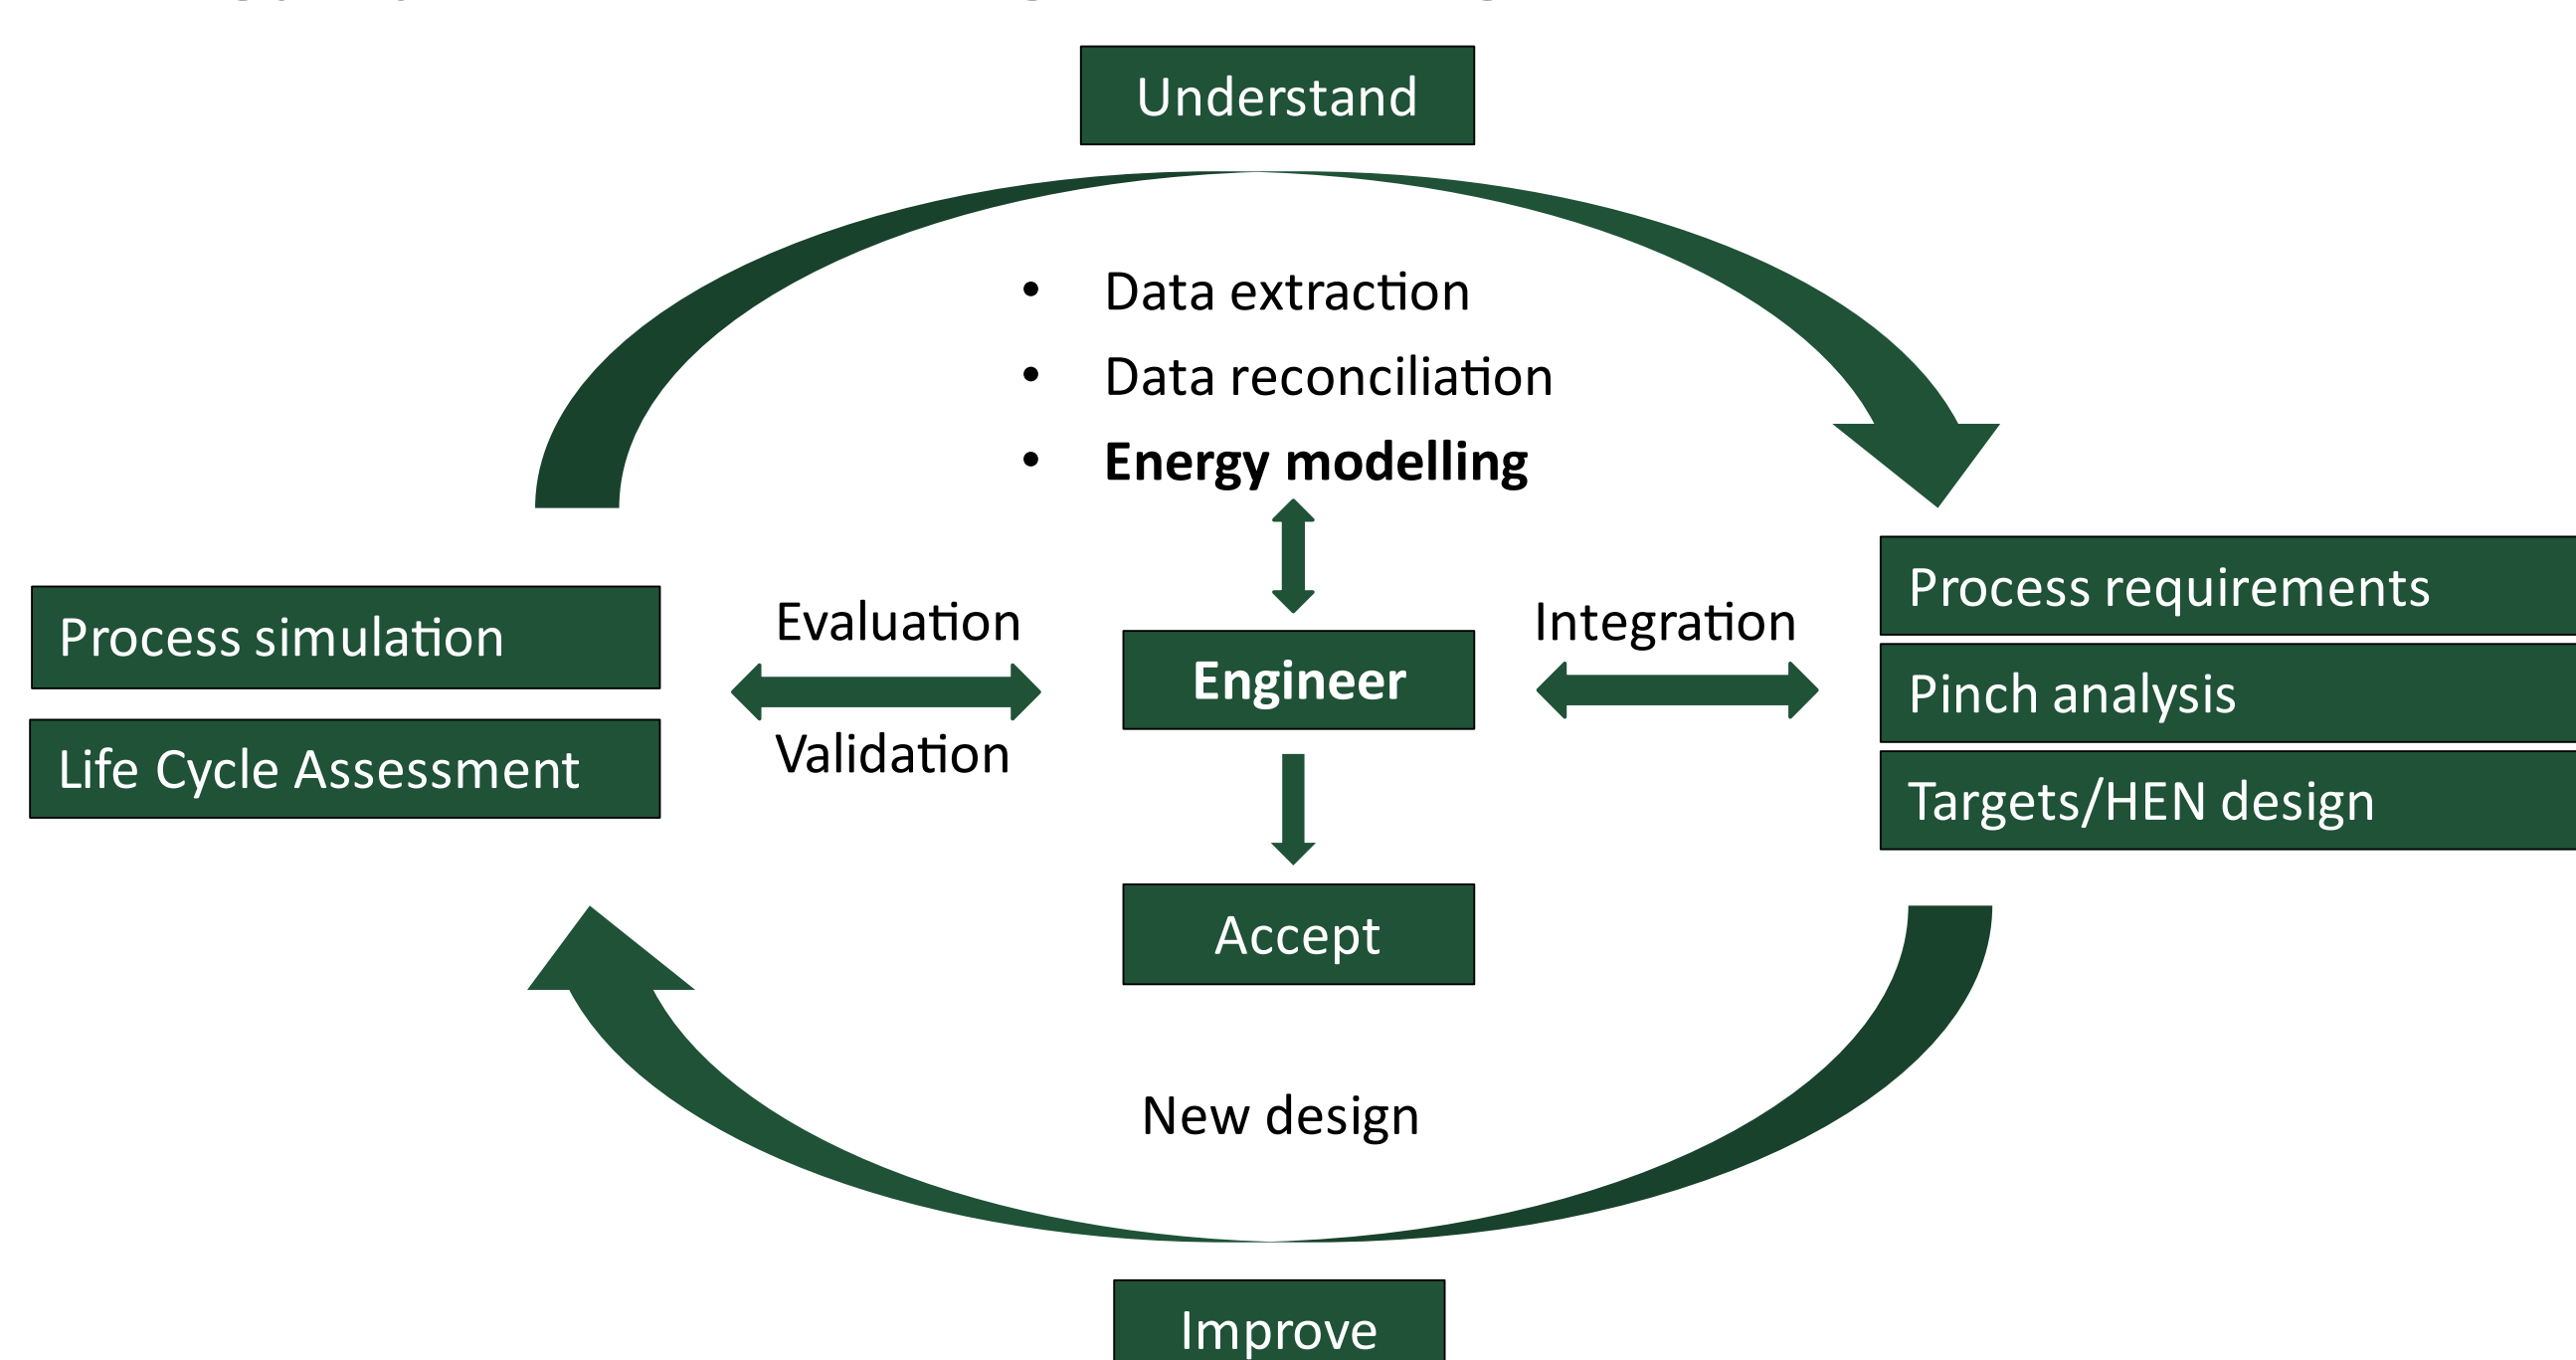 Understand
• Data extraction
• Data reconciliation
• Energy modelling
Process simulation
Life Cycle Assessment
Evaluation
Validation
Engineer
Integration
Process requirements
Pinch analysis
Targets/HEN design
Accept
New design
Improve